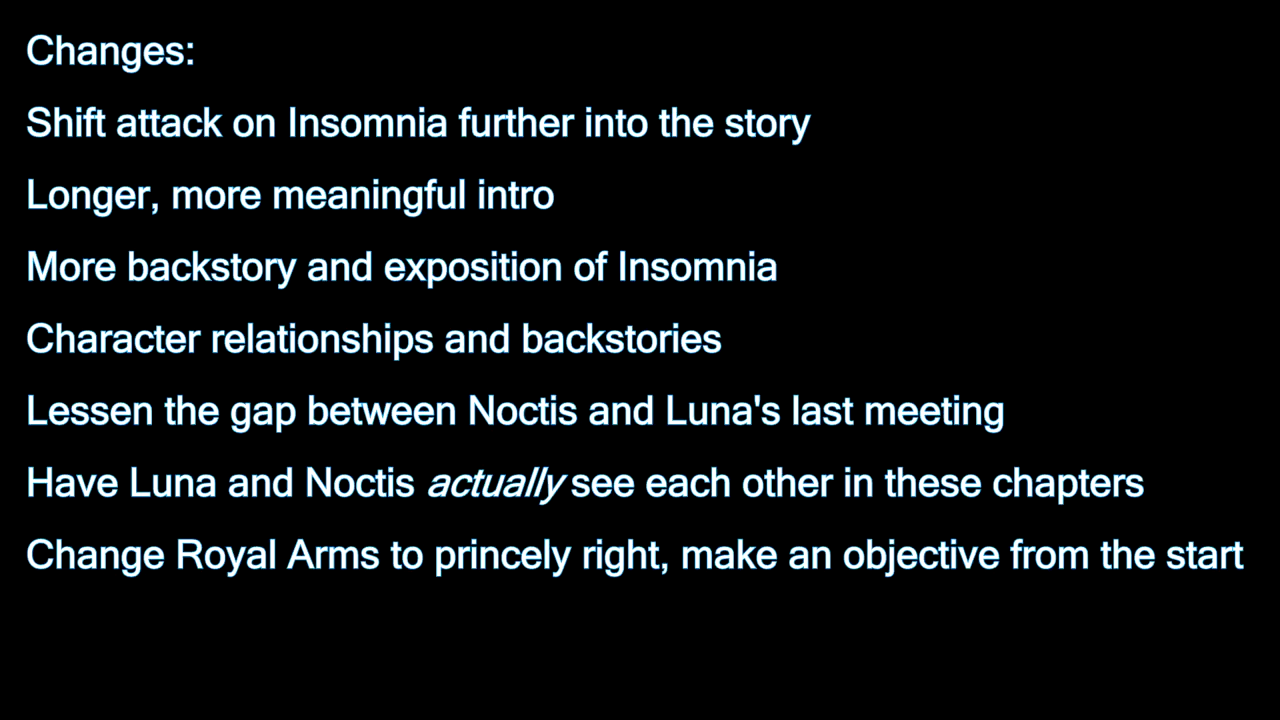 Changes:
Shift attack on Insomnia further into the story
Longer, more meaningful intro
More backstory and exposition of Insomnia
Character relationships and backstories
Lessen the gap between Noctis and Luna's last meeting
Have Luna and Noctis actually see each other in these chapters
Change Royal Arms to princely right, make an objective from the start